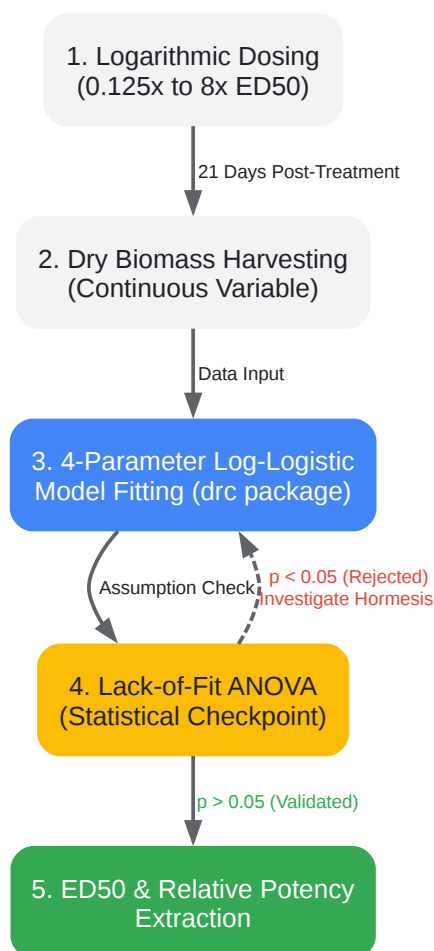 1. Logarithmic Dosing
(0.125x to 8x ED50)
21 Days Post-Treatment
2. Dry Biomass Harvesting
(Continuous Variable)
Data Input
3. 4-Parameter Log-Logistic
Model Fitting (drc package)
Assumption Check
p < 0.05 (Rejected)
Investigate Hormesis
4. Lack-of-Fit ANOVA
(Statistical Checkpoint)
p > 0.05 (Validated)
5. ED50 & Relative Potency
Extraction